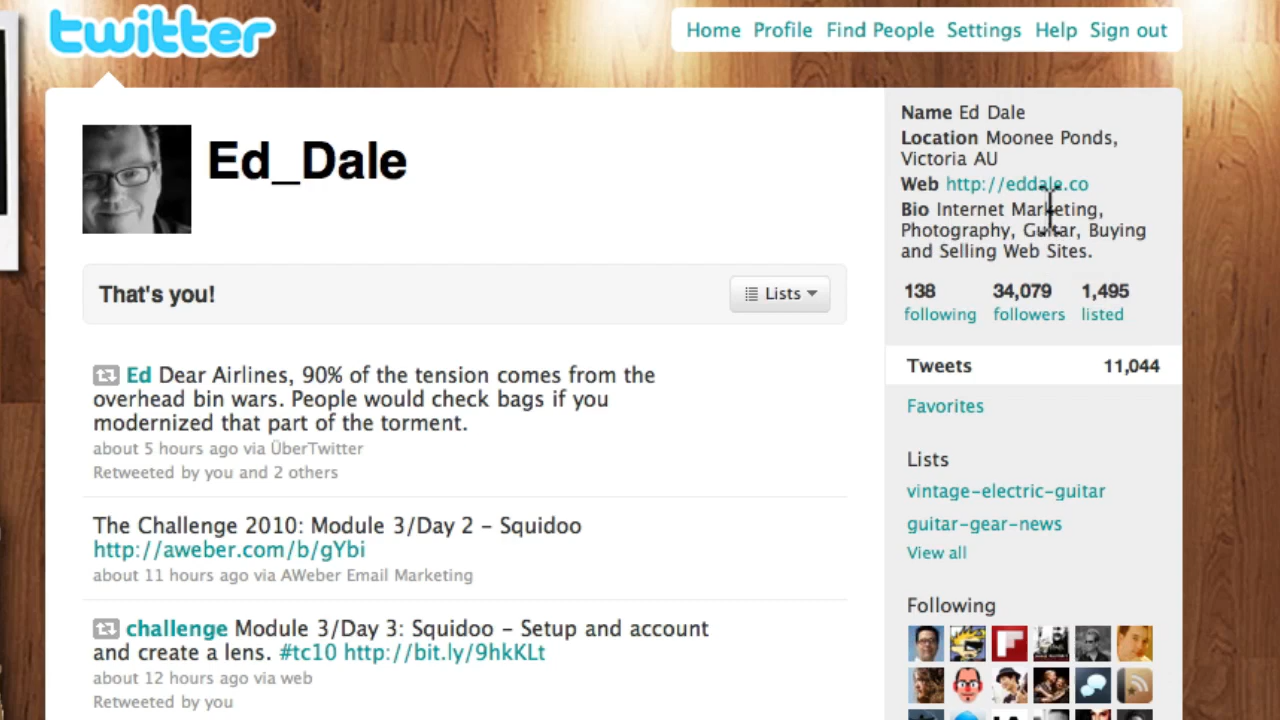 twitter
Home Profile Find People Settings Help Sign out
Ed_Dale
That's you!
Lists
Ed Dear Airlines, 90% of the tension comes from the
overhead bin wars. People would check bags if you
modernized that part of the torment.
about 5 hours ago via ÜberTwitter
Retweeted by you and 2 others
The Challenge 2010: Module 3/Day 2 – Squidoo
http://aweber.com/b/gYbi
about 11 hours ago via AWeber Email Marketing
challenge Module 3/Day 3: Squidoo – Setup and account
and create a lens. #tc10 http://bit.ly/9hkKLt
about 12 hours ago via web
Retweeted by you
Name Ed Dale
Location Moonee Ponds,
Victoria AU
Web http://eddale.co
Bio Internet Marketing,
Photography, Guitar, Buying
and Selling Web Sites.
138 34,079 1,495
following followers listed
Tweets 11,044
Favorites
Lists
vintage-electric-guitar
guitar-gear-news
View all
Following